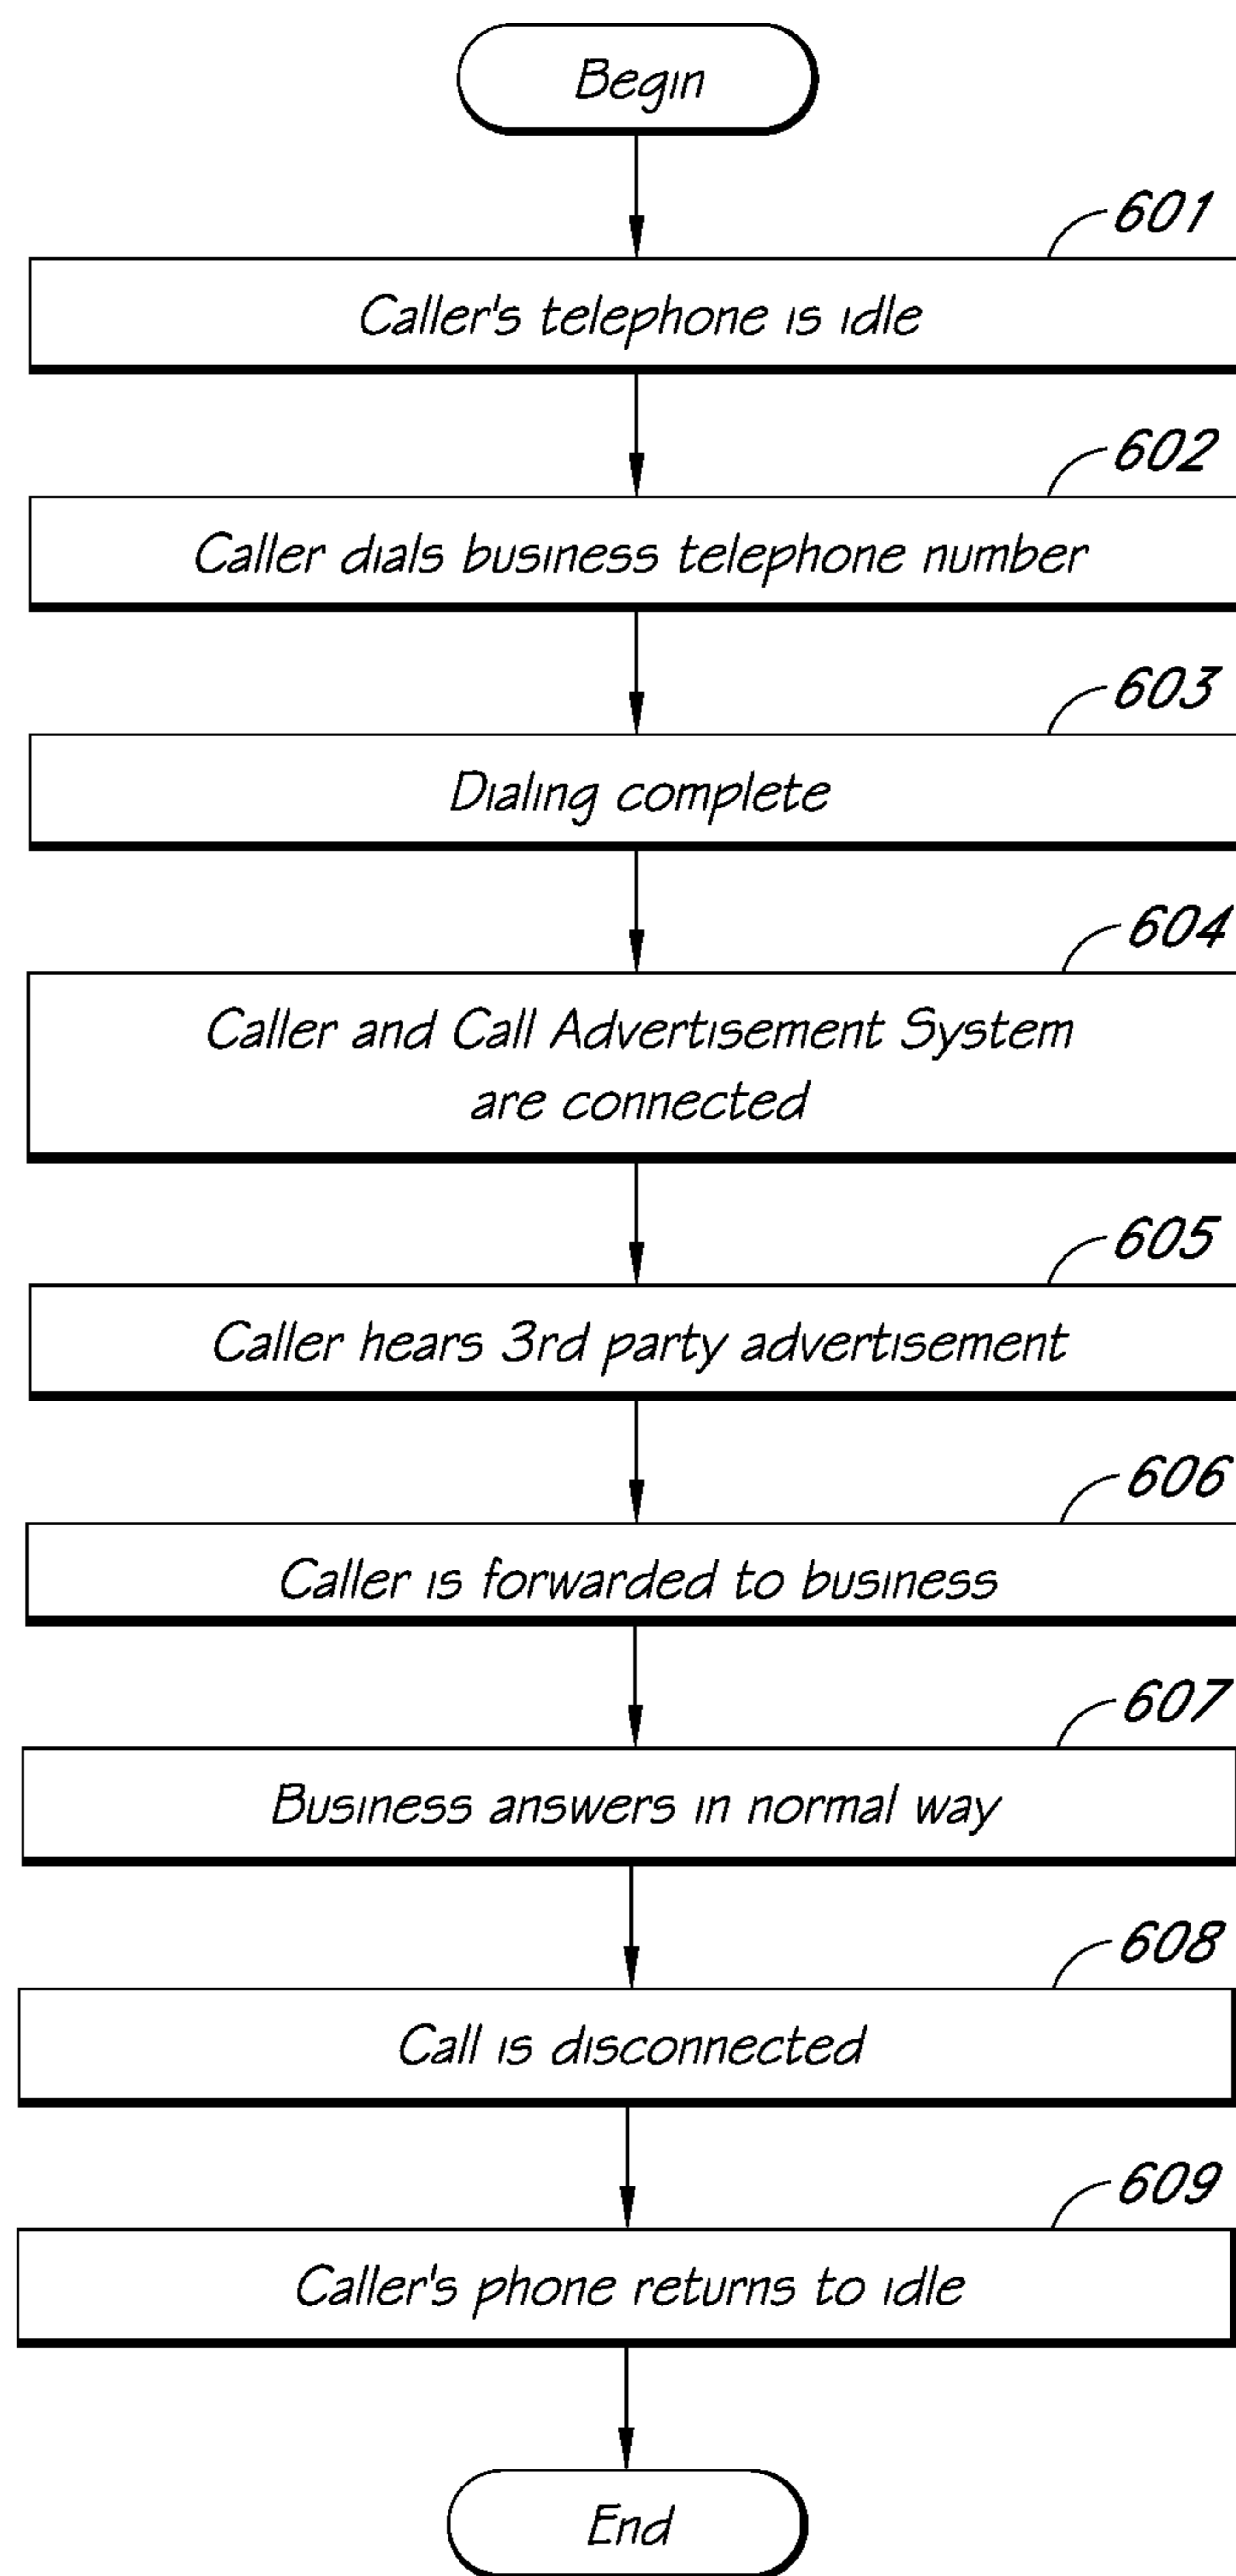 Begin
601
Caller's telephone is idle
602
Caller dials business telephone number
603
Dialing complete
604
Caller and Call Advertisement System
are connected
605
Caller hears 3rd party advertisement
606
Caller is forwarded to business
607
Business answers in normal way
608
Call is disconnected
609
Caller's phone returns to idle
End